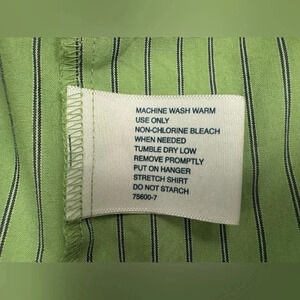 MACHINE WASH WARM
USE ONLY
NON-CHLORINE BLEACH
WHEN NEEDED
TUMBLE DRY LOW
REMOVE PROMPTLY
PUT ON HANGER
STRETCH SHIRT
DO NOT STARCH
75600-7